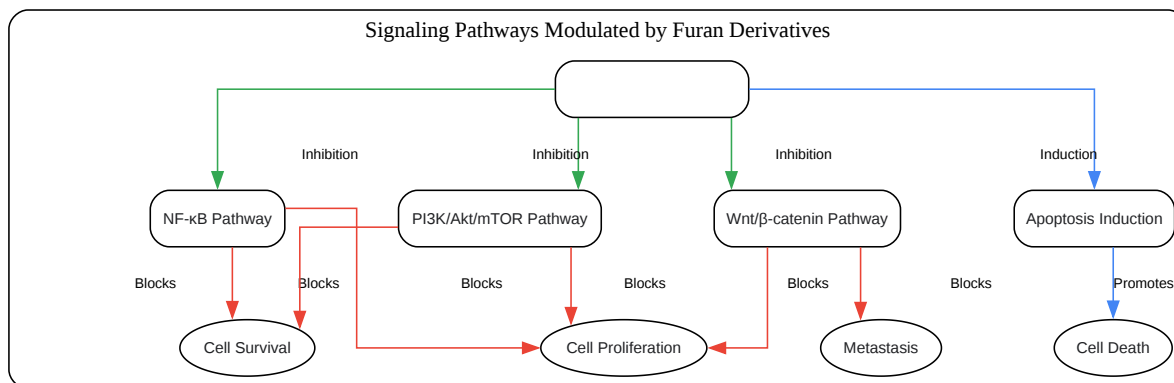 Signaling Pathways Modulated by Furan Derivatives
Inhibition
Inhibition
Inhibition
Induction
NF-κB Pathway
PI3K/Akt/mTOR Pathway
Wnt/β-catenin Pathway
Apoptosis Induction
Blocks
Blocks
Blocks
Blocks
Blocks
Blocks
Promotes
Cell Survival
Cell Proliferation
Metastasis
Cell Death